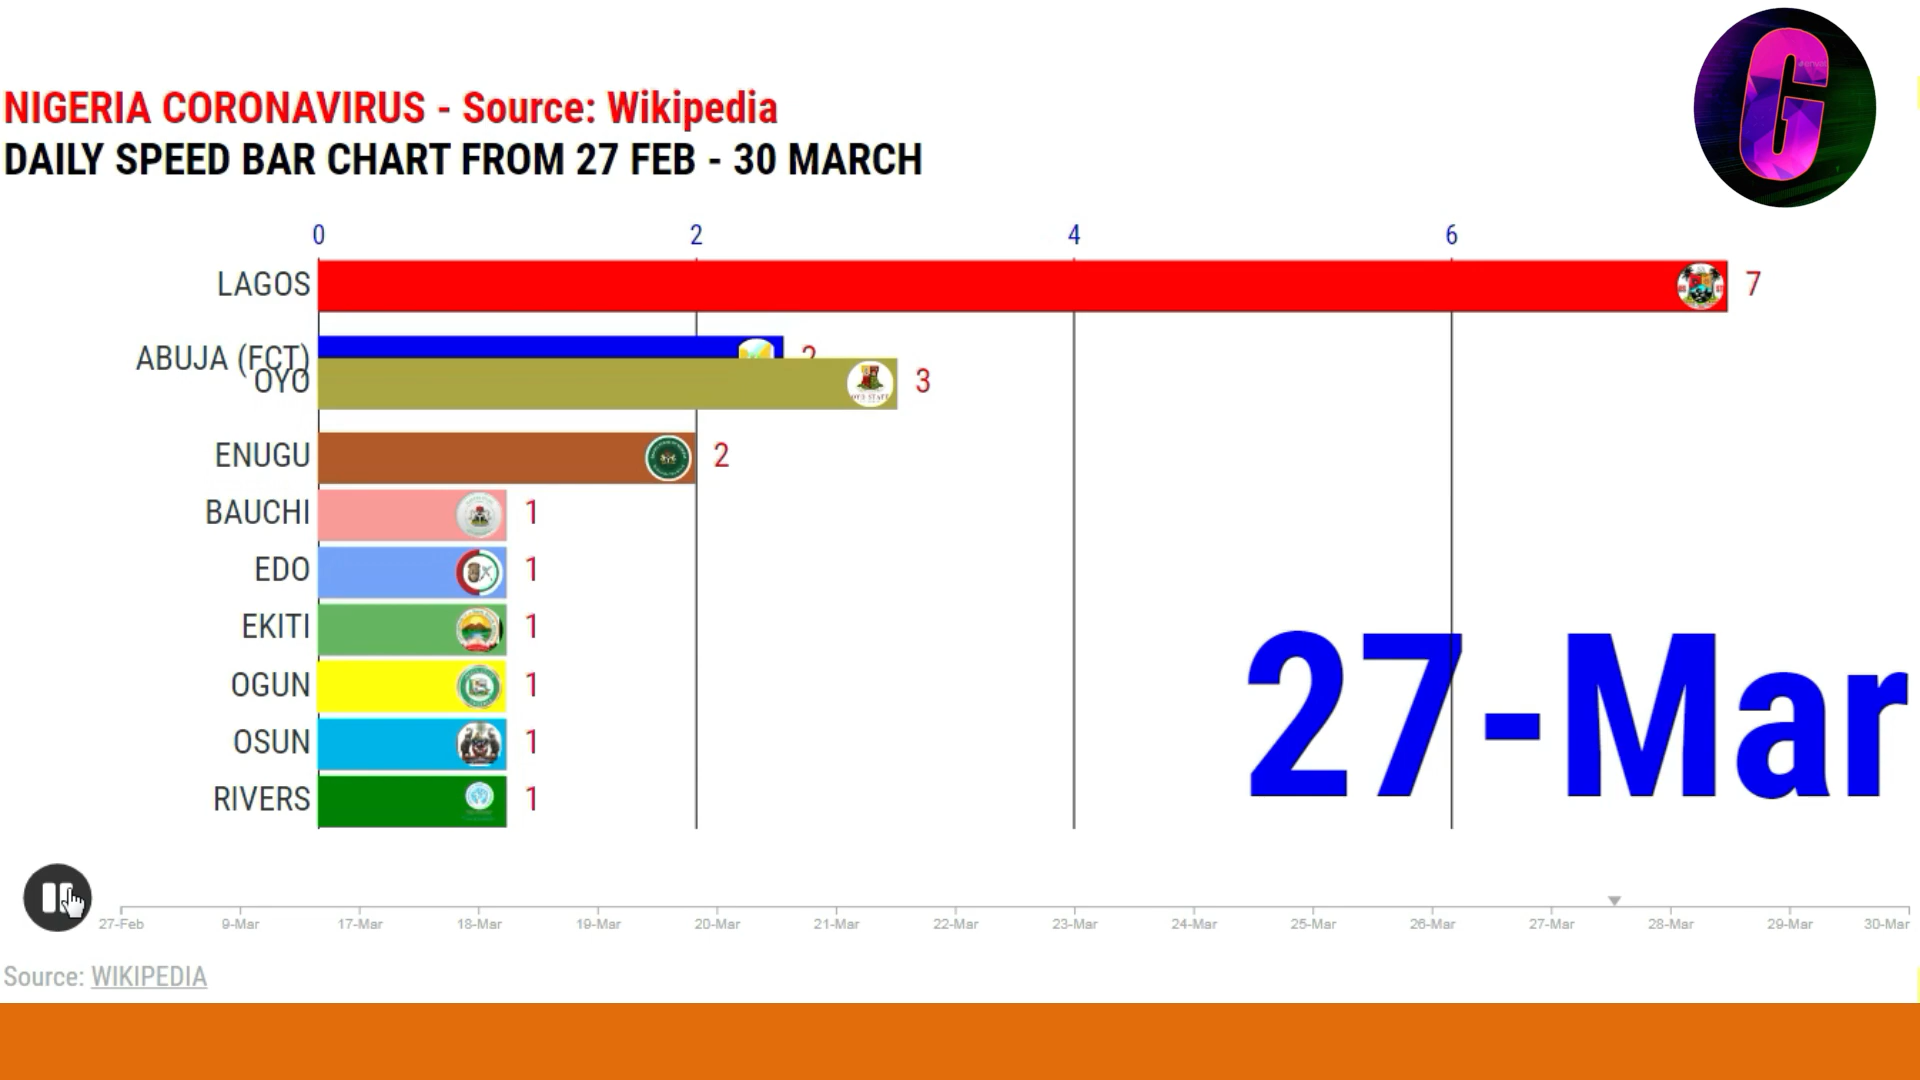 NIGERIA CORONAVIRUS - Source: Wikipedia
DAILY SPEED BAR CHART FROM 27 FEB - 30 MARCH
G
0 2 4 6
LAGOS 7
ABUJA (FCT) 2
OYO 3
ENUGU 2
BAUCHI 1
EDO 1
EKITI 1
OGUN 1
OSUN 1
RIVERS 1
27-Mar
27-Feb 9-Mar 17-Mar 18-Mar 19-Mar 20-Mar 21-Mar 22-Mar 23-Mar 24-Mar 25-Mar 26-Mar 27-Mar 28-Mar 29-Mar 30-Mar
Source: WIKIPEDIA